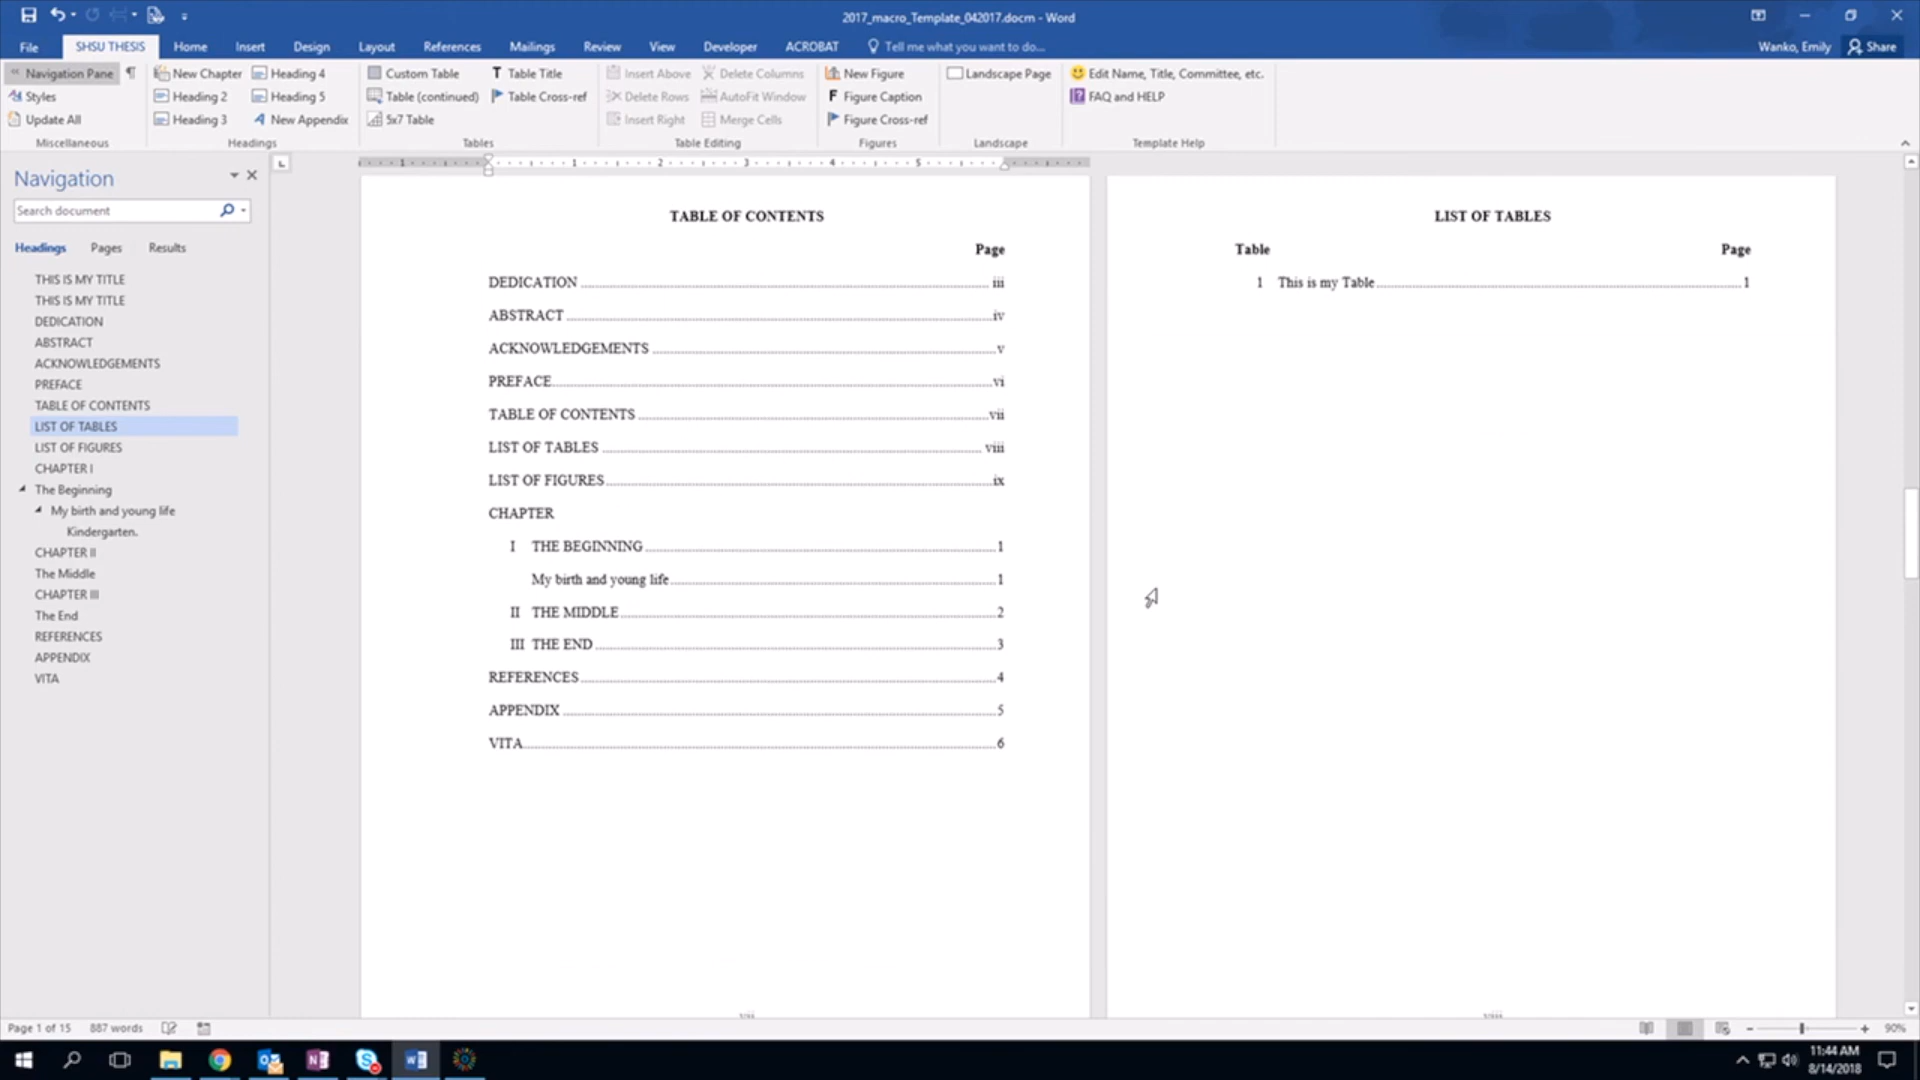 2017_macro_Template_042017.docm - Word
File SHSU THESIS Home Insert Design Layout References Mailings Review View Developer ACROBAT Tell me what you want to do... Wanko, Emily Share
Navigation Pane ¶ New Chapter Heading 4 Custom Table T Table Title Insert Above Delete Columns New Figure Landscape Page Edit Name, Title, Committee, etc.
Styles Heading 2 Heading 5 Table (continued) Table Cross-ref Delete Rows AutoFit Window F Figure Caption FAQ and HELP
Update All Heading 3 New Appendix 5x7 Table Insert Right Merge Cells Figure Cross-ref
Miscellaneous Headings Tables Table Editing Figures Landscape Template Help
1 1 2 3 4 5
Navigation
Search document
Headings Pages Results
THIS IS MY TITLE
THIS IS MY TITLE
DEDICATION
ABSTRACT
ACKNOWLEDGEMENTS
PREFACE
TABLE OF CONTENTS
LIST OF TABLES
LIST OF FIGURES
CHAPTER I
The Beginning
My birth and young life
Kindergarten.
CHAPTER II
The Middle
CHAPTER III
The End
REFERENCES
APPENDIX
VITA
TABLE OF CONTENTS
Page
DEDICATION iii
ABSTRACT iv
ACKNOWLEDGEMENTS v
PREFACE vi
TABLE OF CONTENTS vii
LIST OF TABLES viii
LIST OF FIGURES ix
CHAPTER
I THE BEGINNING 1
My birth and young life 1
II THE MIDDLE 2
III THE END 3
REFERENCES 4
APPENDIX 5
VITA 6
LIST OF TABLES
Table Page
1 This is my Table 1
Page 1 of 15 887 words 90%
11:44 AM
8/14/2018